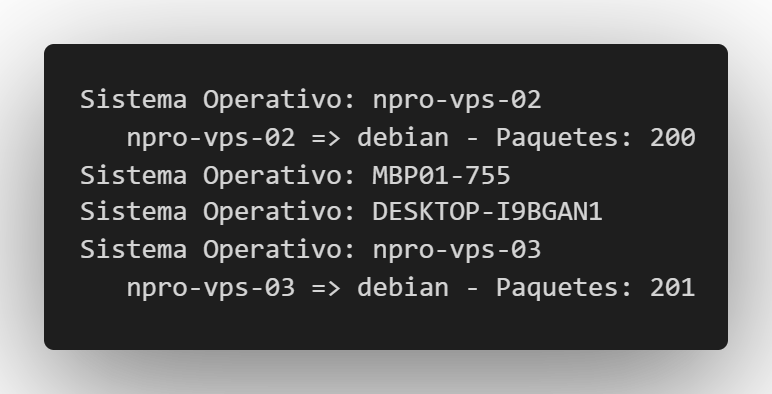 Sistema Operativo: npro-vps-02
npro-vps-02 => debian - Paquetes: 200
Sistema Operativo: MBP01-755
Sistema Operativo: DESKTOP-I9BGAN1
Sistema Operativo: npro-vps-03
npro-vps-03 => debian - Paquetes: 201